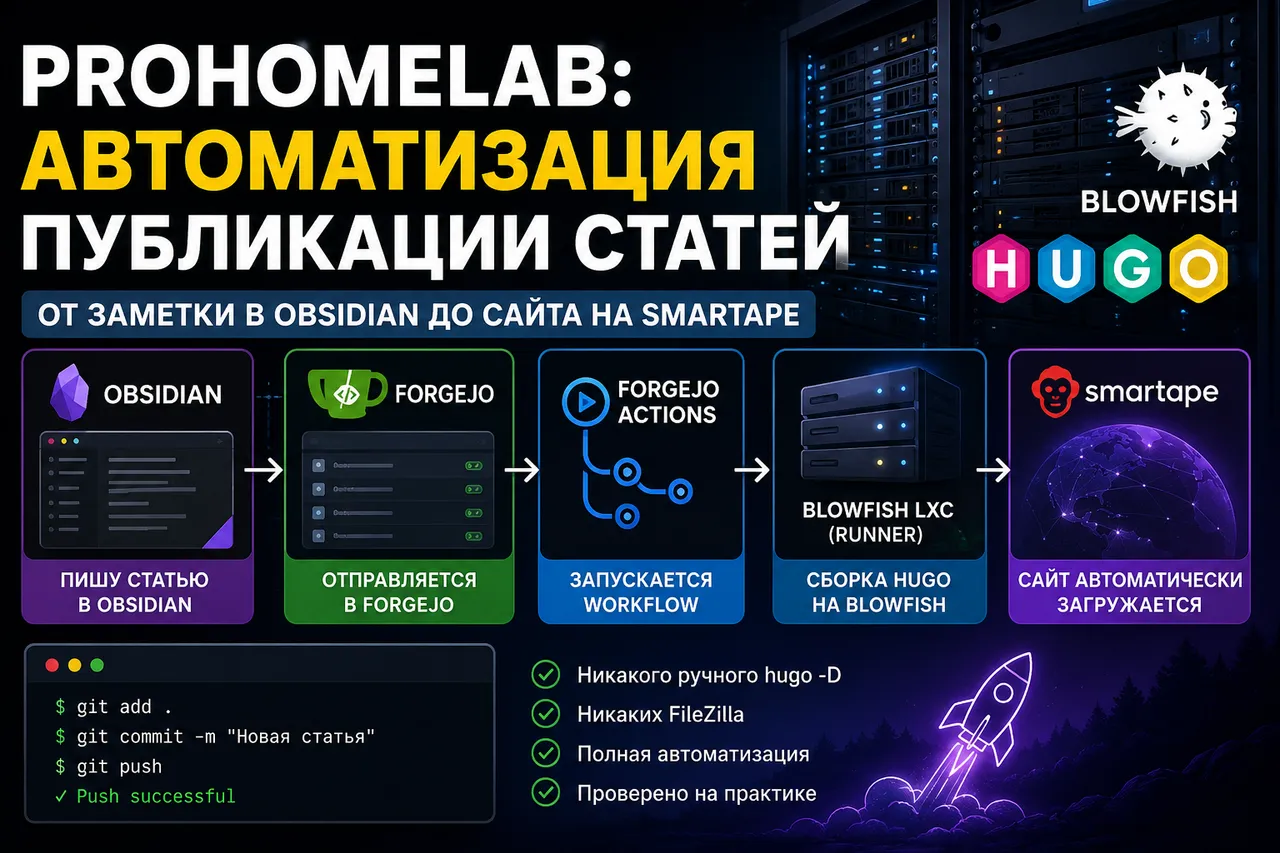 PROHOMELAB:
АВТОМАТИЗАЦИЯ
ПУБЛИКАЦИИ СТАТЕЙ
ОТ ЗАМЕТКИ В OBSIDIAN ДО САЙТА НА SMARTAPE
BLOWFISH
HUGO
OBSIDIAN
ПИШУ СТАТЬЮ
В OBSIDIAN
FORGEJO
ОТПРАВЛЯЕТСЯ
В FORGEJO
FORGEJO
ACTIONS
ЗАПУСКАЕТСЯ
WORKFLOW
BLOWFISH LXC
(RUNNER)
СБОРКА HUGO
НА BLOWFISH
smartape
САЙТ АВТОМАТИЧЕСКИ
ЗАГРУЖАЕТСЯ
$ git add .
$ git commit -m "Новая статья"
$ git push
✓ Push successful
Никакого ручного hugo -D
Никаких FileZilla
Полная автоматизация
Проверено на практике